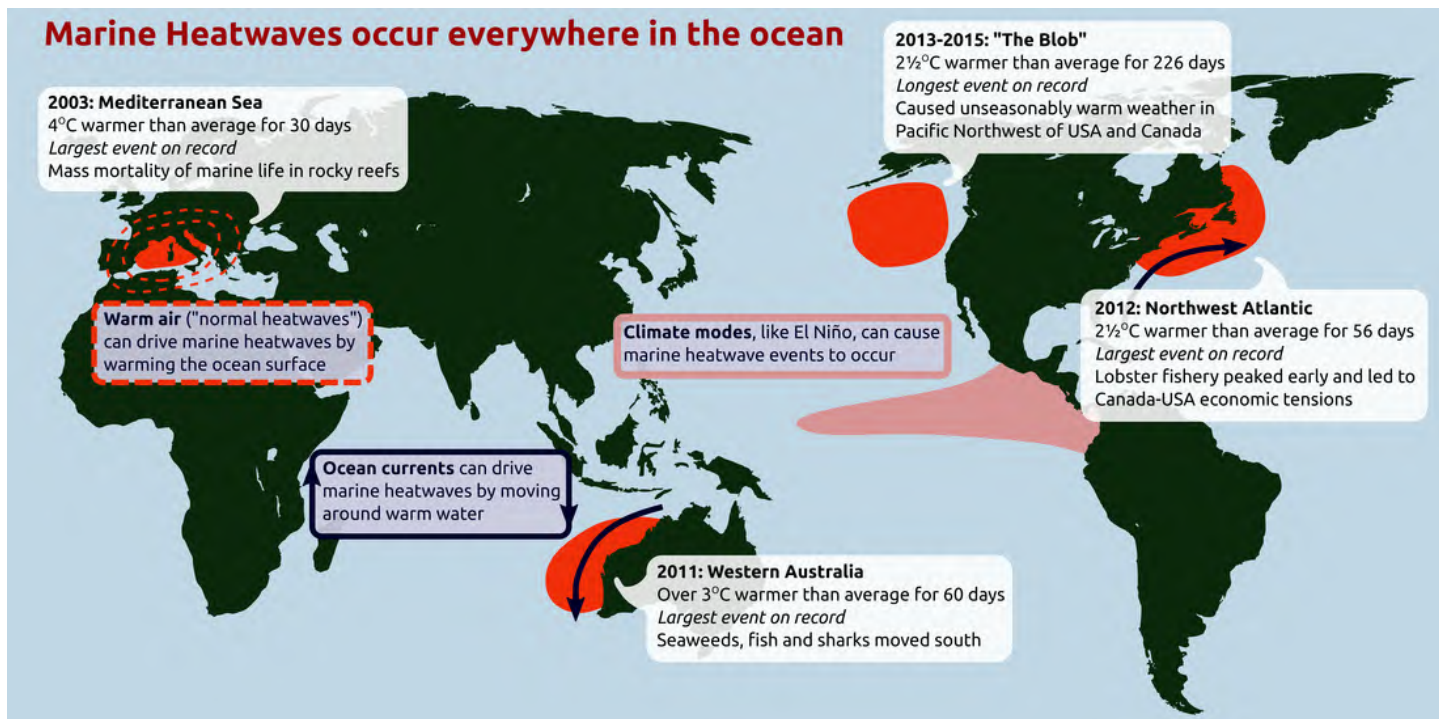 Marine Heatwaves occur everywhere in the ocean
2013-2015: "The Blob"
2½°C warmer than average for 226 days
Longest event on record
Caused unseasonably warm weather in
Pacific Northwest of USA and Canada
2003: Mediterranean Sea
4°C warmer than average for 30 days
Largest event on record
Mass mortality of marine life in rocky reefs
Warm air ("normal heatwaves")
can drive marine heatwaves by
warming the ocean surface
Climate modes, like El Niño, can cause
marine heatwave events to occur
2012: Northwest Atlantic
2½°C warmer than average for 56 days
Largest event on record
Lobster fishery peaked early and led to
Canada-USA economic tensions
Ocean currents can drive
marine heatwaves by moving
around warm water
2011: Western Australia
Over 3°C warmer than average for 60 days
Largest event on record
Seaweeds, fish and sharks moved south